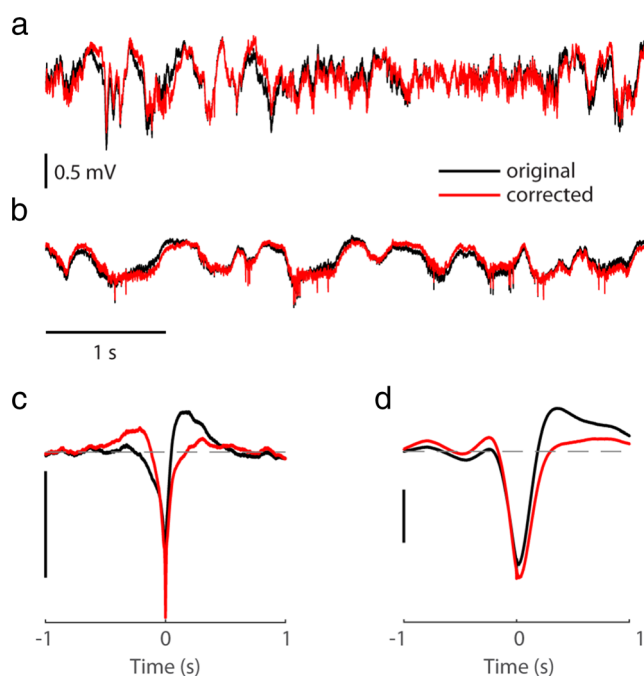 a
0.5 mV
original
corrected
b
1 s
c
d
-1 0 1
Time (s)
-1 0 1
Time (s)